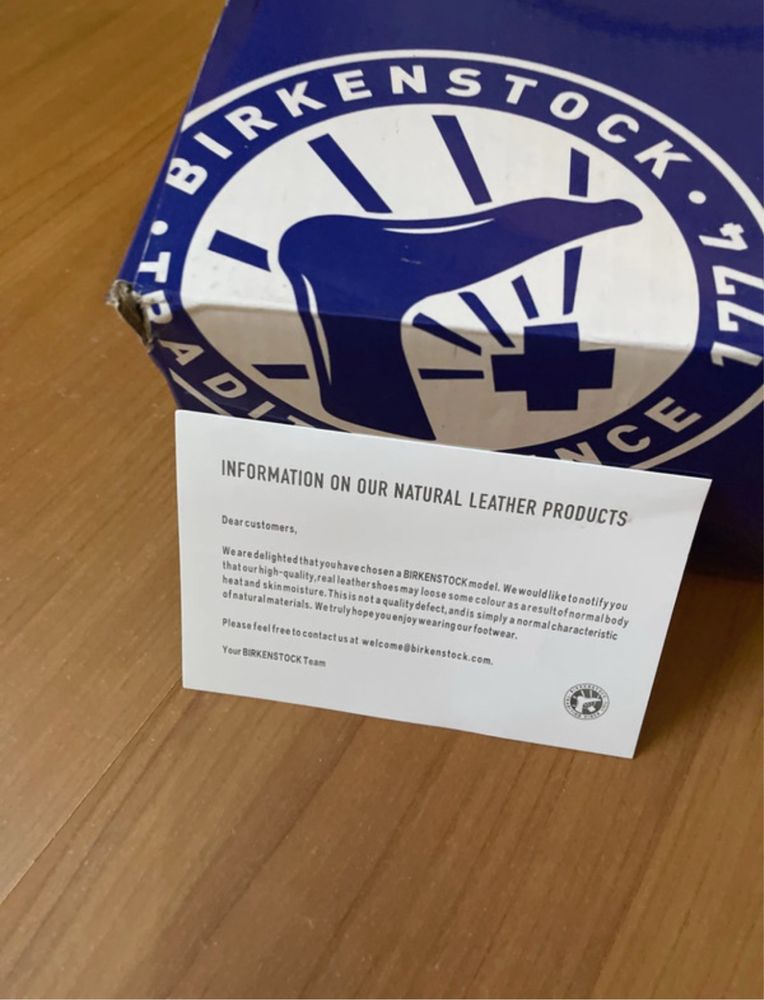 BIRKENSTOCK • 1774
• TRADIT
NCE
INFORMATION ON OUR NATURAL LEATHER PRODUCTS
Dear customers,
We are delighted that you have chosen a BIRKENSTOCK model. We would like to notify you
that our high-quality, real leather shoes may loose some colour as a result of normal body
heat and skin moisture. This is not a quality defect, and is simply a normal characteristic
of natural materials. We truly hope you enjoy wearing our footwear.
Please feel free to contact us at welcome@birkenstock.com.
Your BIRKENSTOCK Team